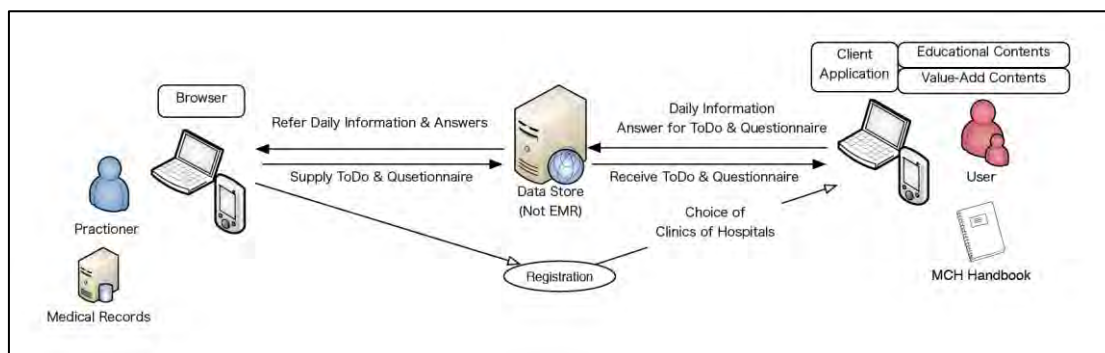 Browser
Practioner
Medical Records
Refer Daily Information & Answers
Supply ToDo & Qusetionnaire
Data Store
(Not EMR)
Registration
Daily Information
Answer for ToDo & Questionnaire
Receive ToDo & Questionnaire
Choice of
Clinics of Hospitals
Client
Application
Educational Contents
Value-Add Contents
User
MCH Handbook